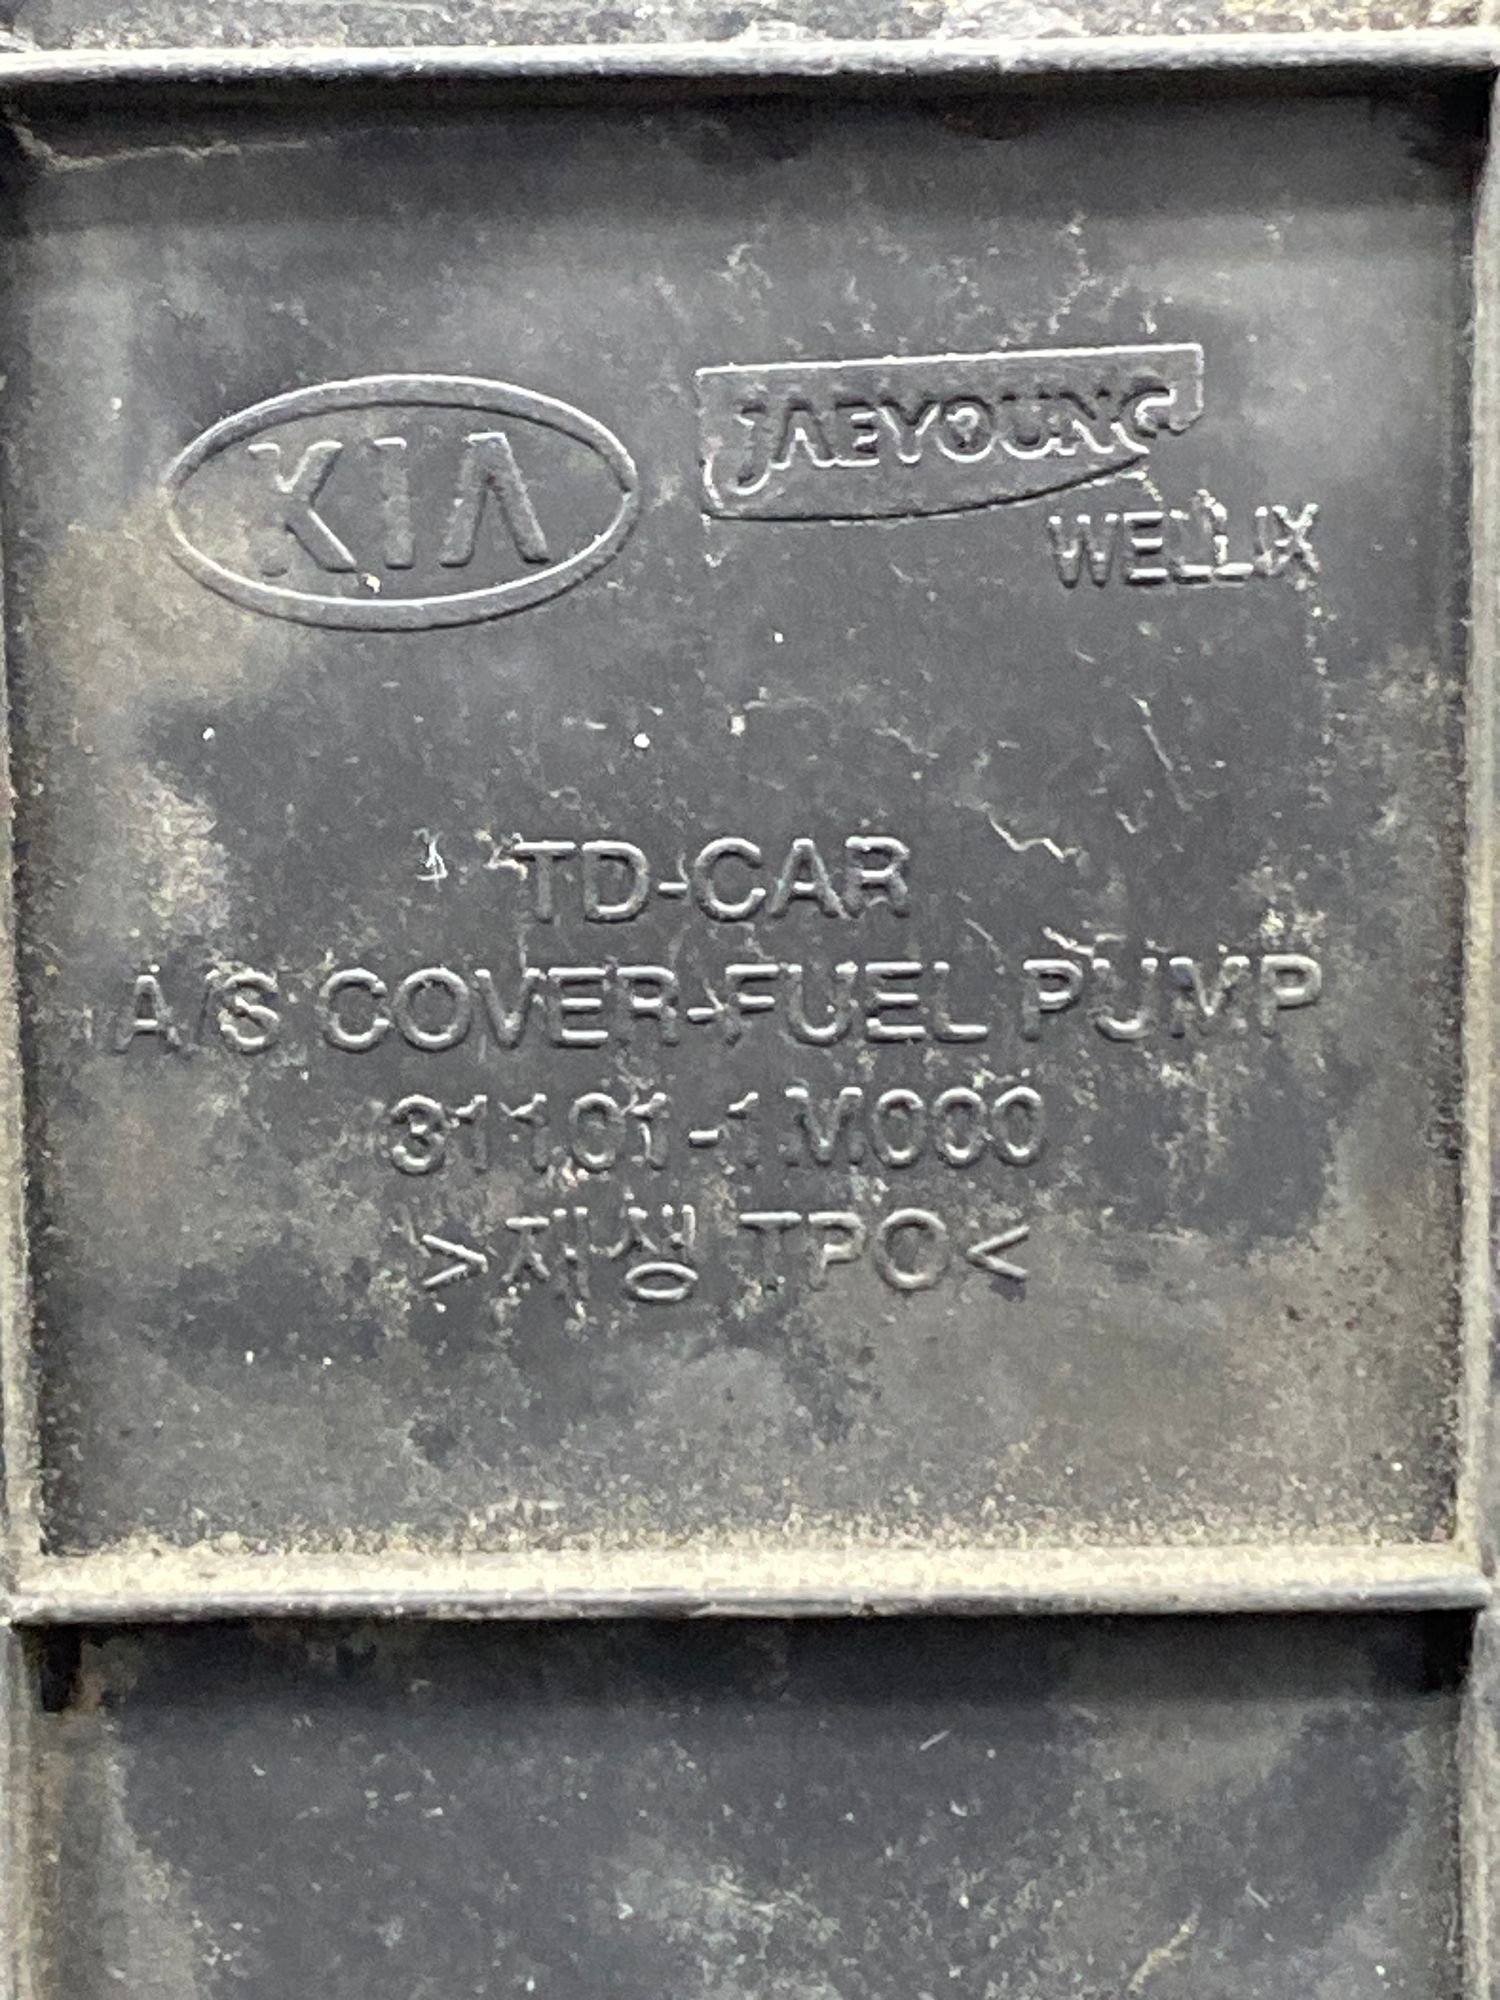 KIA JAEYOUNG
WELLIX
TD-CAR
A/S COVER-FUEL PUMP
31101-1M000
>재생 TPO<